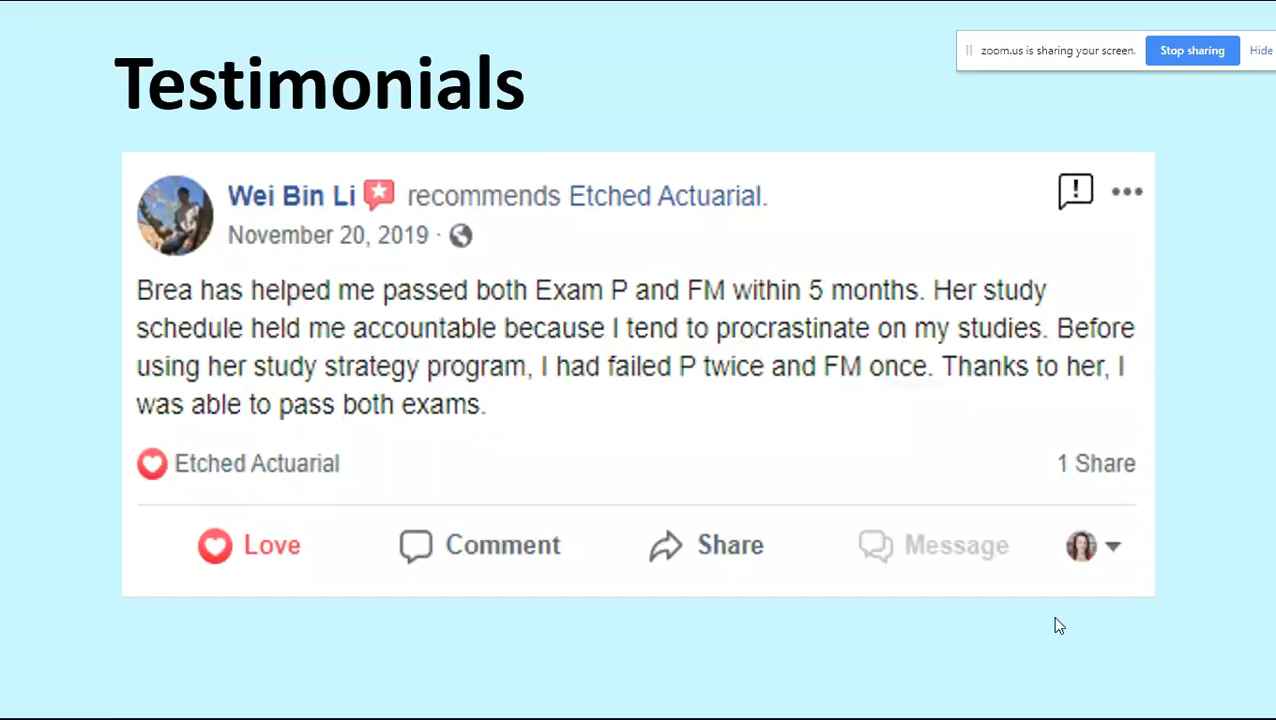 Testimonials
zoom.us is sharing your screen. Stop sharing Hide
Wei Bin Li recommends Etched Actuarial.
November 20, 2019 ·
Brea has helped me passed both Exam P and FM within 5 months. Her study
schedule held me accountable because I tend to procrastinate on my studies. Before
using her study strategy program, I had failed P twice and FM once. Thanks to her, I
was able to pass both exams.
Etched Actuarial 1 Share
Love Comment Share Message